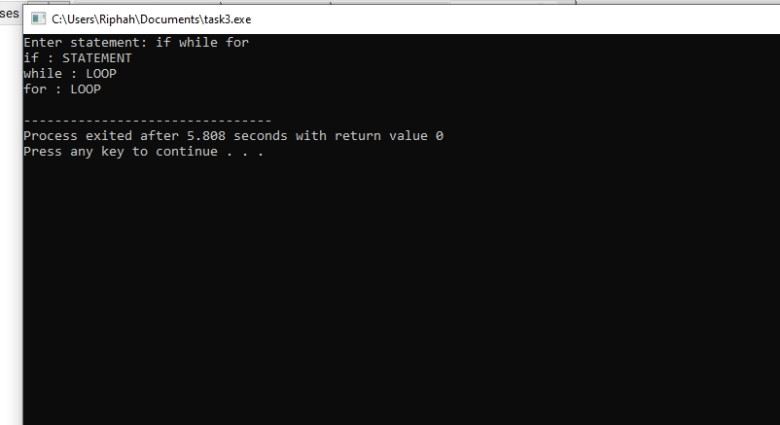 ses
C:\Users\Riphah\Documents\task3.exe
Enter statement: if while for
if : STATEMENT
while : LOOP
for : LOOP
--------------------------------
Process exited after 5.808 seconds with return value 0
Press any key to continue . . .